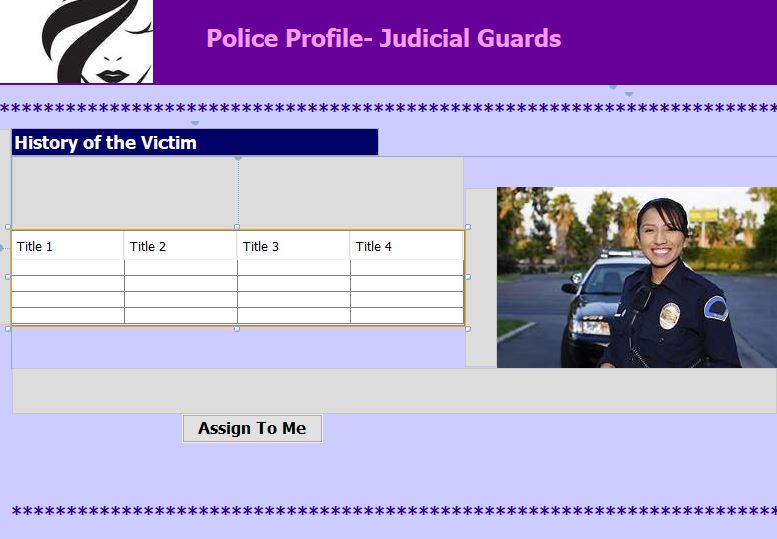 Police Profile- Judicial Guards
************************************************************************
History of the Victim
Title 1 Title 2 Title 3 Title 4
Assign To Me
***********************************************************************